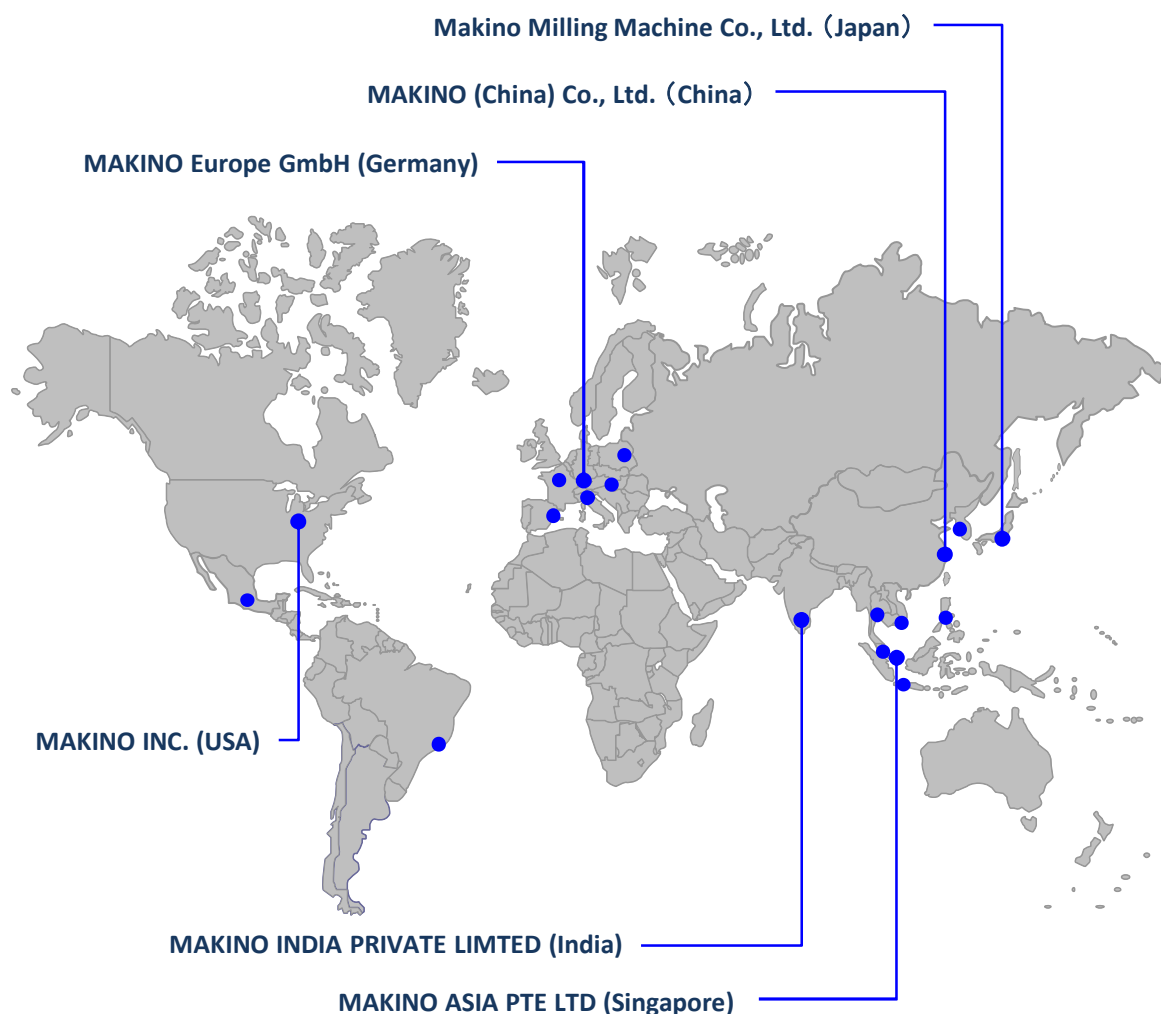 Makino Milling Machine Co., Ltd.（Japan）
MAKINO (China) Co., Ltd.（China）
MAKINO Europe GmbH (Germany)
MAKINO INC. (USA)
MAKINO INDIA PRIVATE LIMTED (India)
MAKINO ASIA PTE LTD (Singapore)